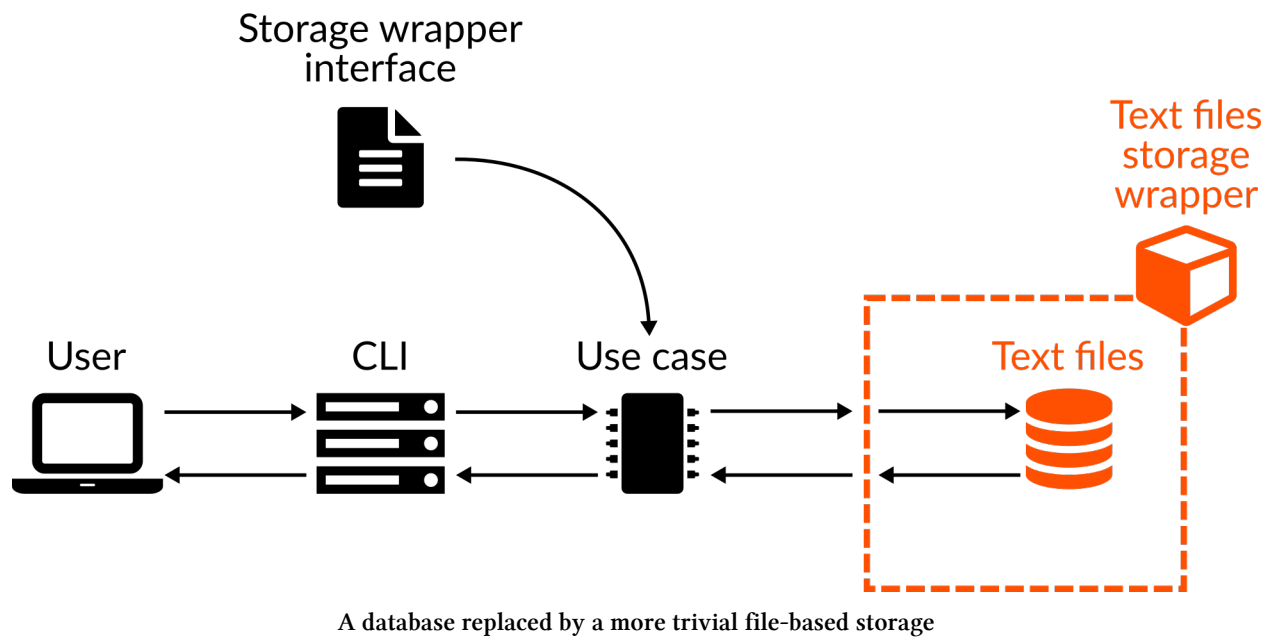 Storage wrapper
interface
Text files
storage
wrapper
User
CLI
Use case
Text files
A database replaced by a more trivial file-based storage